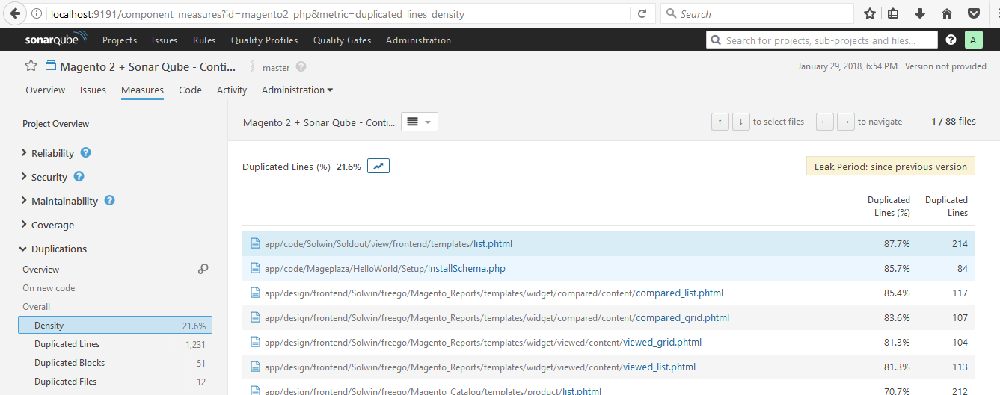 localhost:9191/component_measures?id=magento2_php&metric=duplicated_lines_density
Search
sonarqube Projects Issues Rules Quality Profiles Quality Gates Administration
Search for projects, sub-projects and files...
? A
Magento 2 + Sonar Qube - Conti... master ?
January 29, 2018, 6:54 PM Version not provided
Overview Issues Measures Code Activity Administration
Project Overview
Reliability ?
Security ?
Maintainability ?
Coverage
Duplications
Overview
On new code
Overall
Density 21.6%
Duplicated Lines 1,231
Duplicated Blocks 51
Duplicated Files 12
Magento 2 + Sonar Qube - Conti...
↑ ↓ to select files ← → to navigate 1 / 88 files
Duplicated Lines (%) 21.6%
Leak Period: since previous version
Duplicated Lines (%)
Duplicated Lines
app/code/Solwin/Soldout/view/frontend/templates/list.phtml 87.7% 214
app/code/Mageplaza/HelloWorld/Setup/InstallSchema.php 85.7% 84
app/design/frontend/Solwin/freego/Magento_Reports/templates/widget/compared/content/compared_list.phtml 85.4% 117
app/design/frontend/Solwin/freego/Magento_Reports/templates/widget/compared/content/compared_grid.phtml 83.6% 107
app/design/frontend/Solwin/freego/Magento_Reports/templates/widget/viewed/content/viewed_grid.phtml 81.3% 104
app/design/frontend/Solwin/freego/Magento_Reports/templates/widget/viewed/content/viewed_list.phtml 81.3% 113
app/design/frontend/Solwin/freego/Magento_Catalog/templates/product/list.phtml 70.7% 212